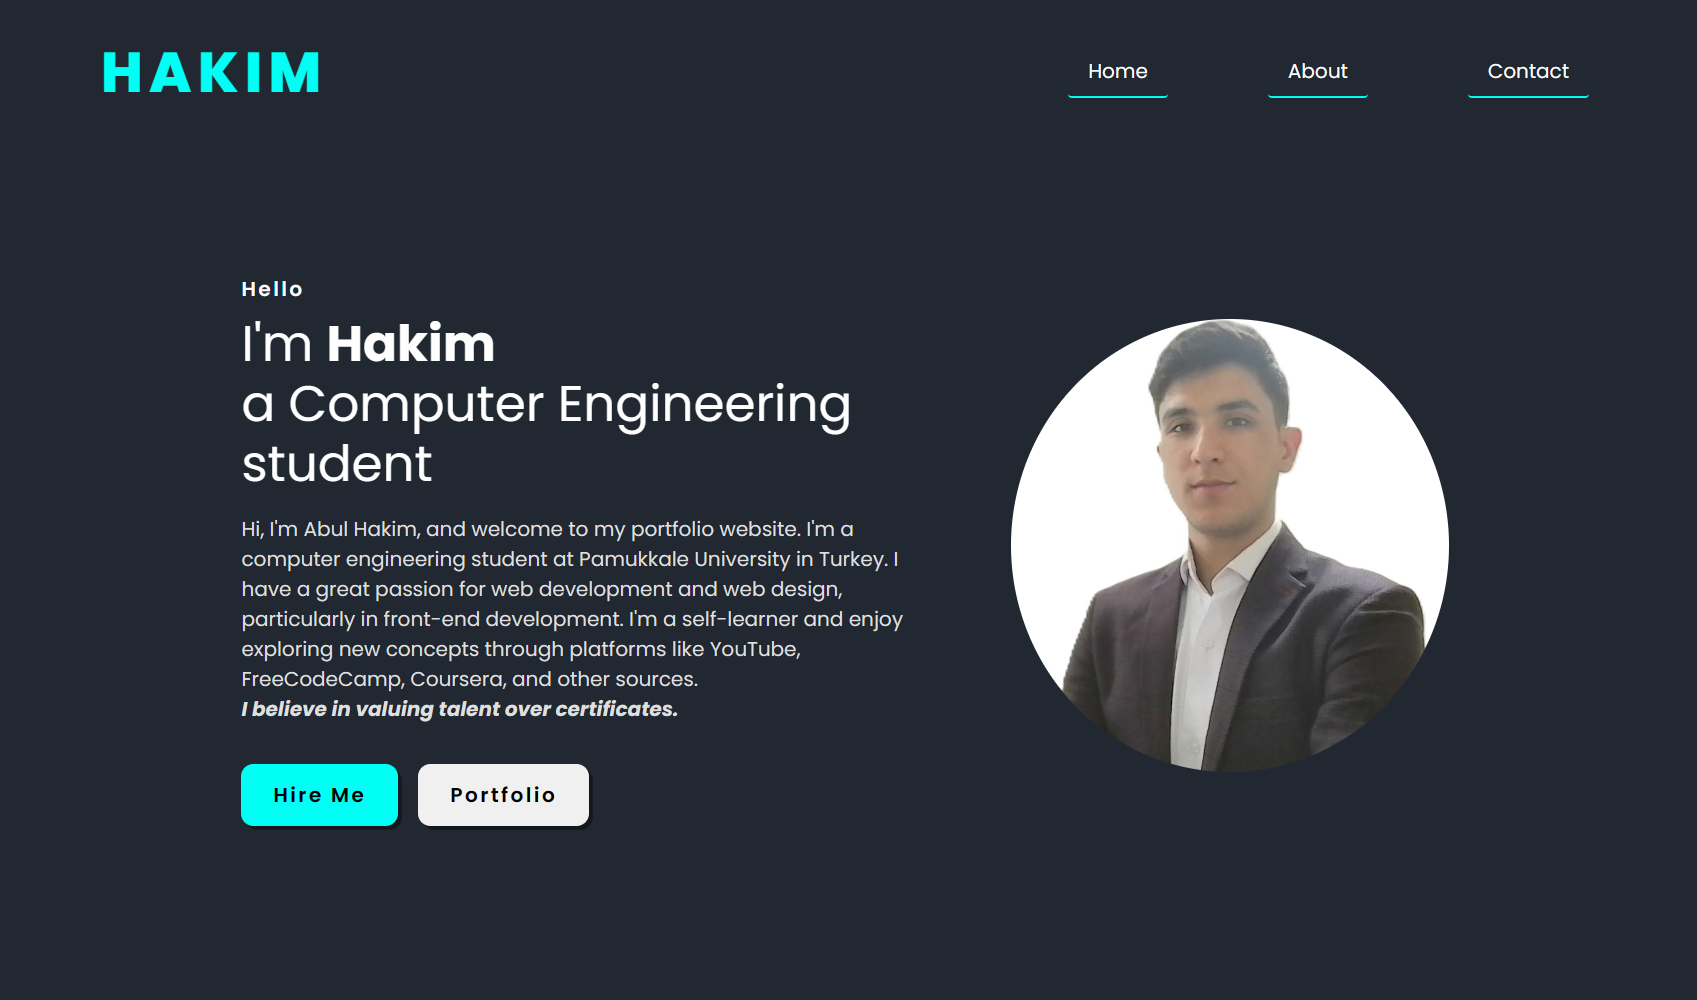 HAKIM
Home
About
Contact
Hello
I'm Hakim
a Computer Engineering
student
Hi, I'm Abul Hakim, and welcome to my portfolio website. I'm a
computer engineering student at Pamukkale University in Turkey. I
have a great passion for web development and web design,
particularly in front-end development. I'm a self-learner and enjoy
exploring new concepts through platforms like YouTube,
FreeCodeCamp, Coursera, and other sources.
I believe in valuing talent over certificates.
Hire Me
Portfolio